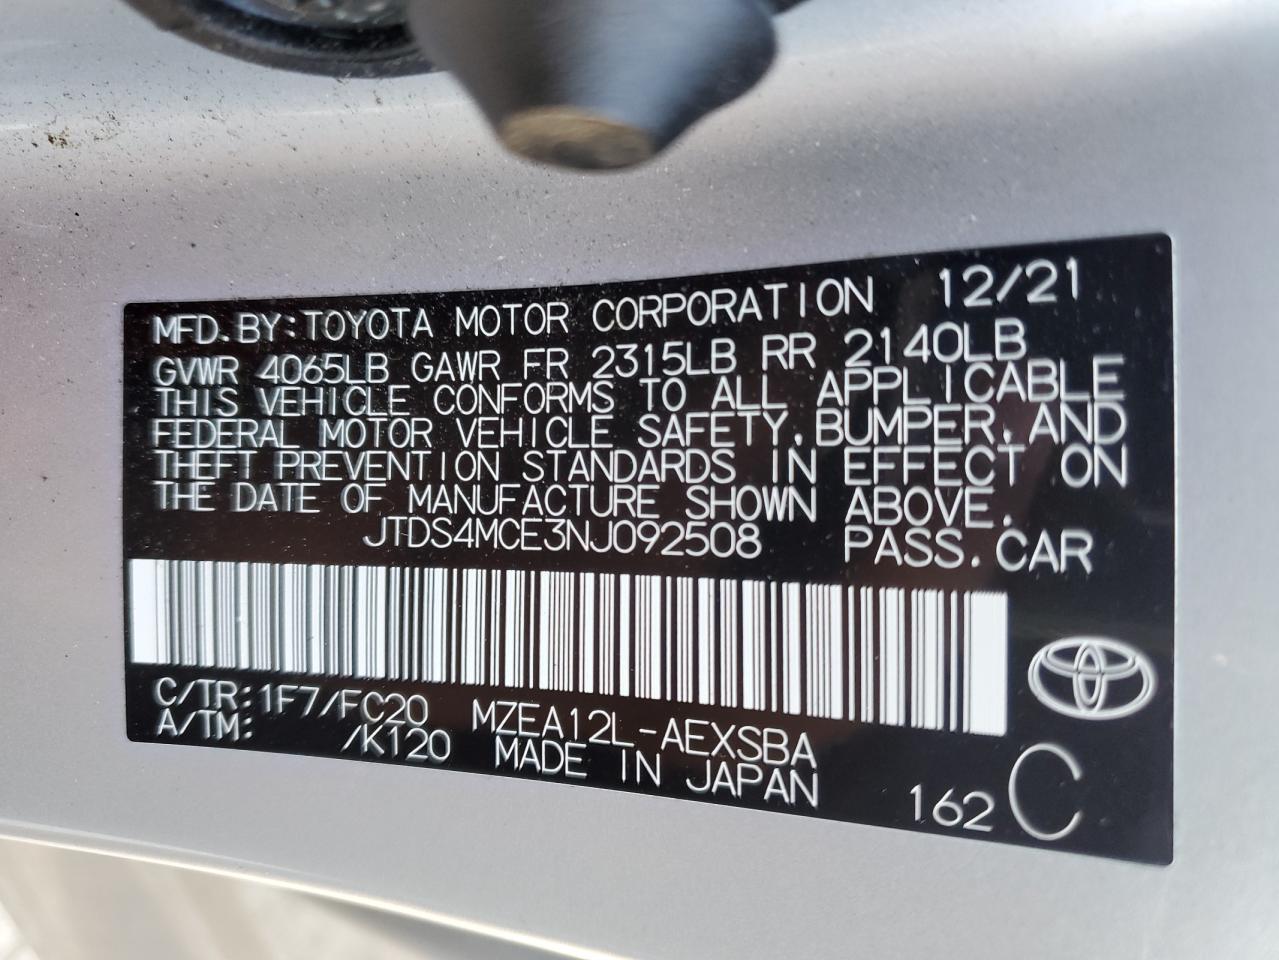 MFD.BY:TOYOTA MOTOR CORPORATION 12/21
GVWR 4065LB GAWR FR 2315LB RR 2140LB
THIS VEHICLE CONFORMS TO ALL APPLICABLE
FEDERAL MOTOR VEHICLE SAFETY,BUMPER,AND
THEFT PREVENTION STANDARDS IN EFFECT ON
THE DATE OF MANUFACTURE SHOWN ABOVE.
JTDS4MCE3NJ092508 PASS.CAR
C/TR:1F7/FC20 MZEA12L-AEXSBA
A/TM: /K120 MADE IN JAPAN
162 C